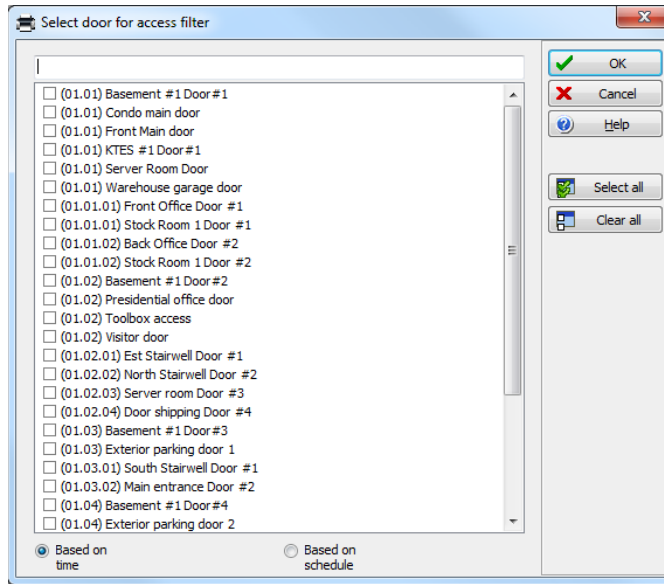 Select door for access filter
(01.01) Basement #1 Door#1
(01.01) Condo main door
(01.01) Front Main door
(01.01) KTES #1 Door#1
(01.01) Server Room Door
(01.01) Warehouse garage door
(01.01.01) Front Office Door #1
(01.01.01) Stock Room 1 Door #1
(01.01.02) Back Office Door #2
(01.01.02) Stock Room 1 Door #2
(01.02) Basement #1 Door#2
(01.02) Presidential office door
(01.02) Toolbox access
(01.02) Visitor door
(01.02.01) Est Stairwell Door #1
(01.02.02) North Stairwell Door #2
(01.02.03) Server room Door #3
(01.02.04) Door shipping Door #4
(01.03) Basement #1 Door#3
(01.03) Exterior parking door 1
(01.03.01) South Stairwell Door #1
(01.03.02) Main entrance Door #2
(01.04) Basement #1 Door#4
(01.04) Exterior parking door 2
Based on
time
Based on
schedule
OK
Cancel
Help
Select all
Clear all